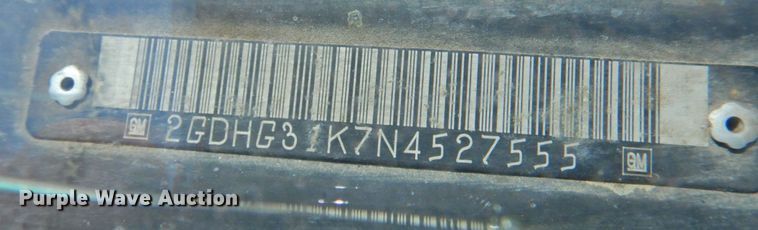 GM 2GDHG31K7N4527555 GM
Purple Wave Auction